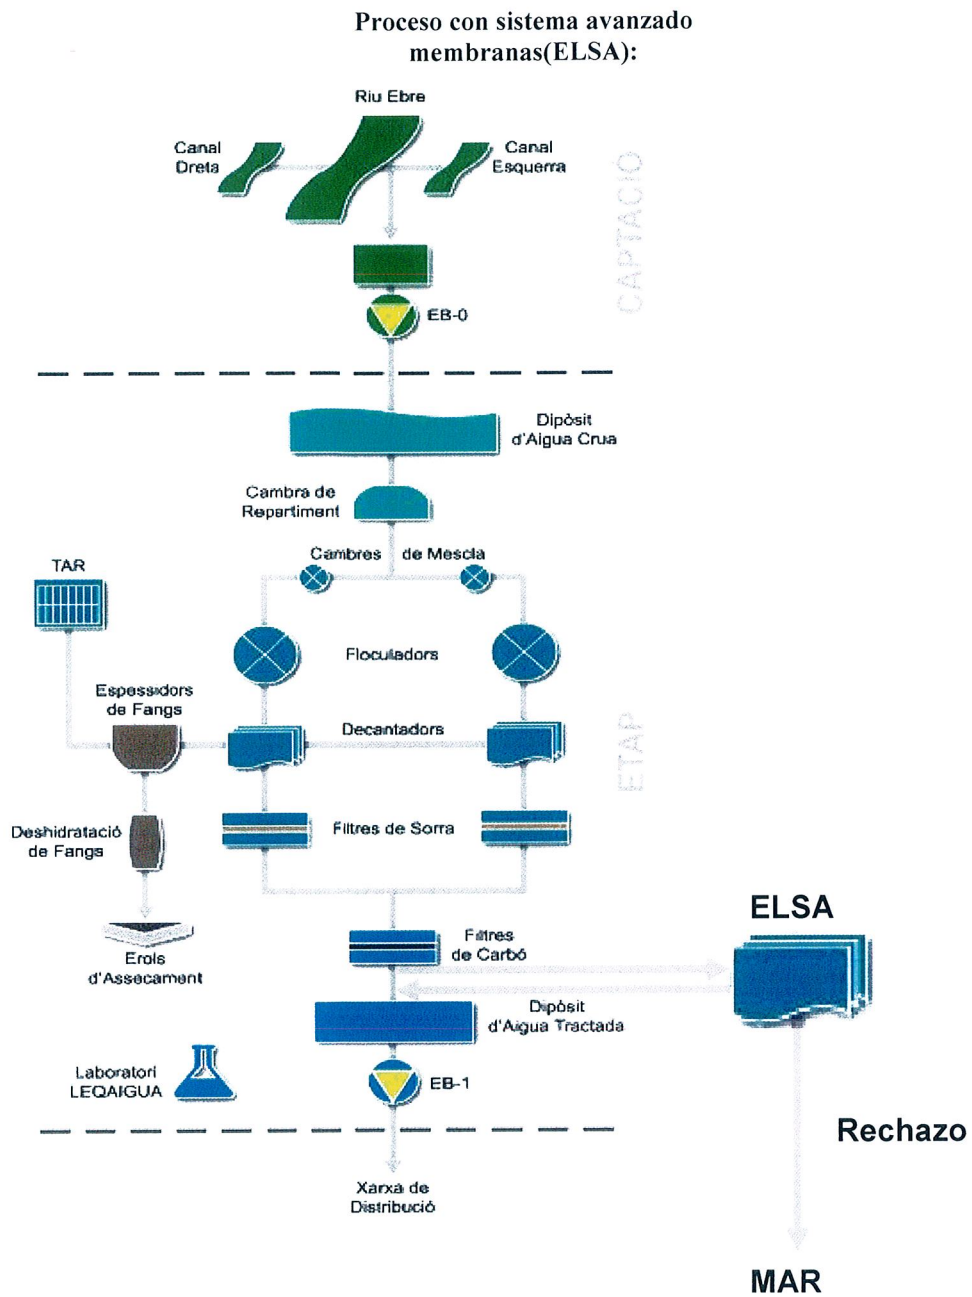 Proceso con sistema avanzado
membranas(ELSA):
Riu Ebre
Canal
Dreta
Canal
Esquerra
CAPTACIÓ
EB-0
Dipòsit
d'Aigua Crua
Cambra de
Repartiment
Cambres de Mescla
TAR
Floculadors
Espessidors
de Fangs
Decantadors
ETAP
Deshidratació
de Fangs
Filtres de Sorra
ELSA
Filtres
de Carbó
Erols
d'Assecament
Dipòsit
d'Aigua Tractada
Laboratori
LEQAIGUA
EB-1
Rechazo
Xarxa de
Distribució
MAR